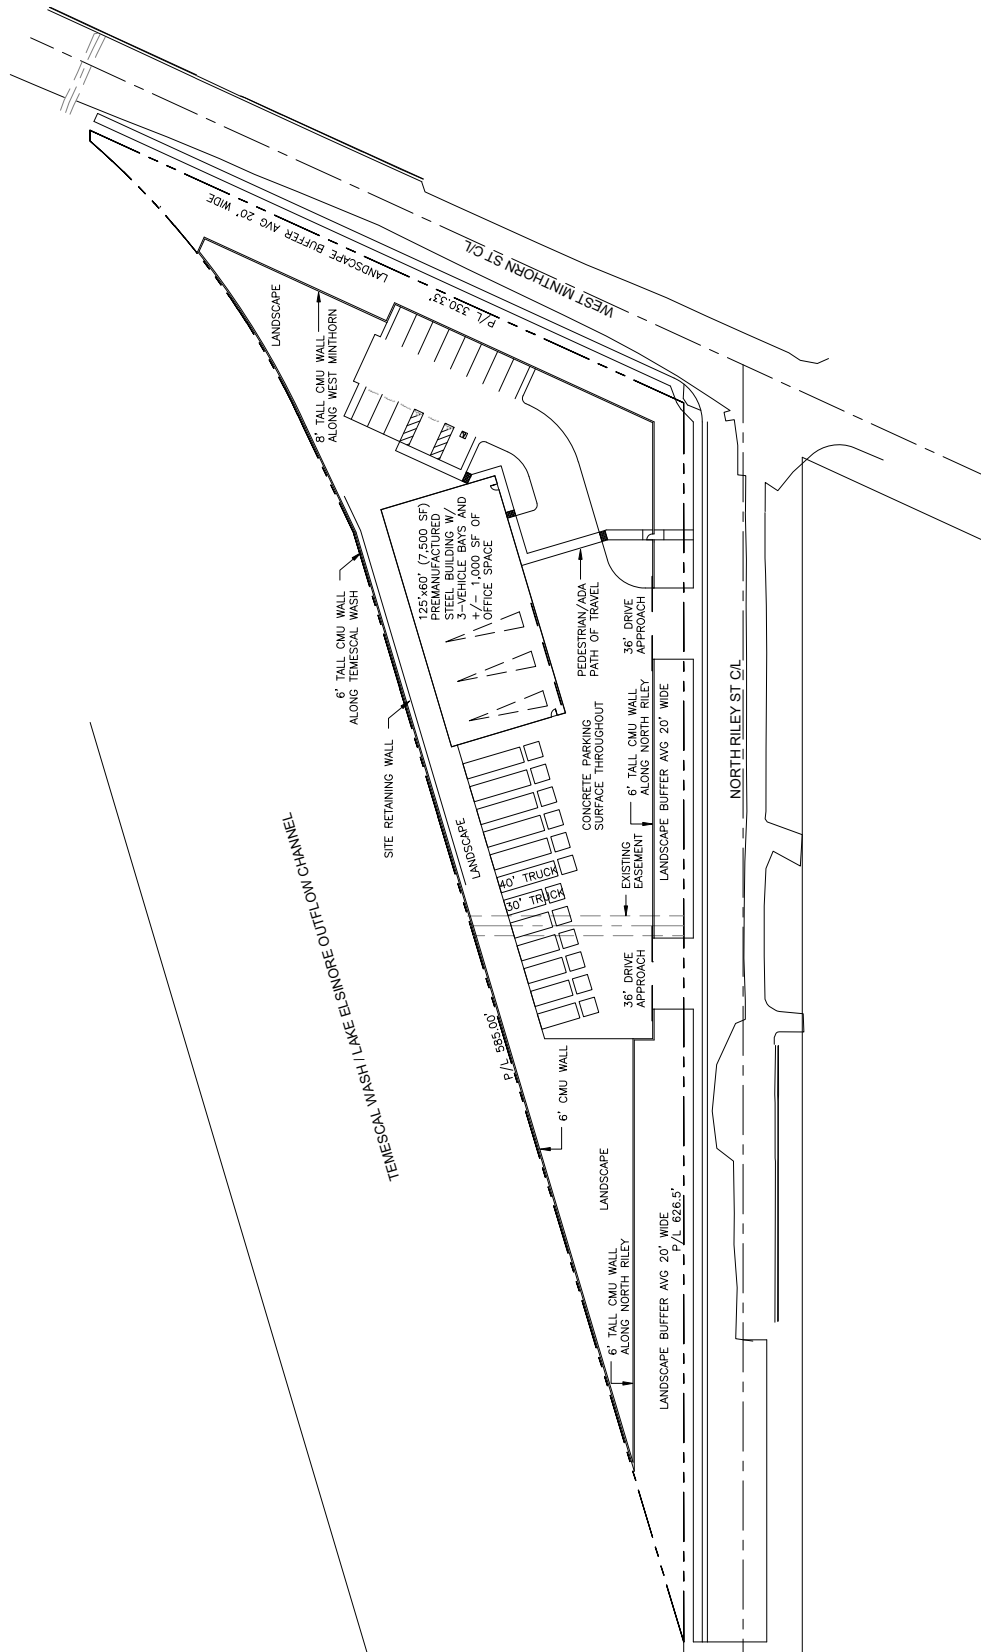 LANDSCAPE BUFFER AVG 20' WIDE
WEST MINTHORN ST C/L
P/L 330.33'
LANDSCAPE
8' TALL CMU WALL
ALONG WEST MINTHORN
6' TALL CMU WALL
ALONG TEMESCAL WASH
125'x60' (7,500 SF)
PREMANUFACTURED
STEEL BUILDING W/
3-VEHICLE BAYS AND
+/- 1,000 SF OF
OFFICE SPACE
PEDESTRIAN/ADA
PATH OF TRAVEL
36' DRIVE
APPROACH
SITE RETAINING WALL
CONCRETE PARKING
SURFACE THROUGHOUT
6' TALL CMU WALL
ALONG NORTH RILEY
LANDSCAPE BUFFER AVG 20' WIDE
NORTH RILEY ST C/L
LANDSCAPE
40' TRUCK
30' TRUCK
EXISTING
EASEMENT
36' DRIVE
APPROACH
TEMESCAL WASH / LAKE ELSINORE OUTFLOW CHANNEL
P/L 585.00'
6' CMU WALL
LANDSCAPE
6' TALL CMU WALL
ALONG NORTH RILEY
LANDSCAPE BUFFER AVG 20' WIDE
P/L 626.5'